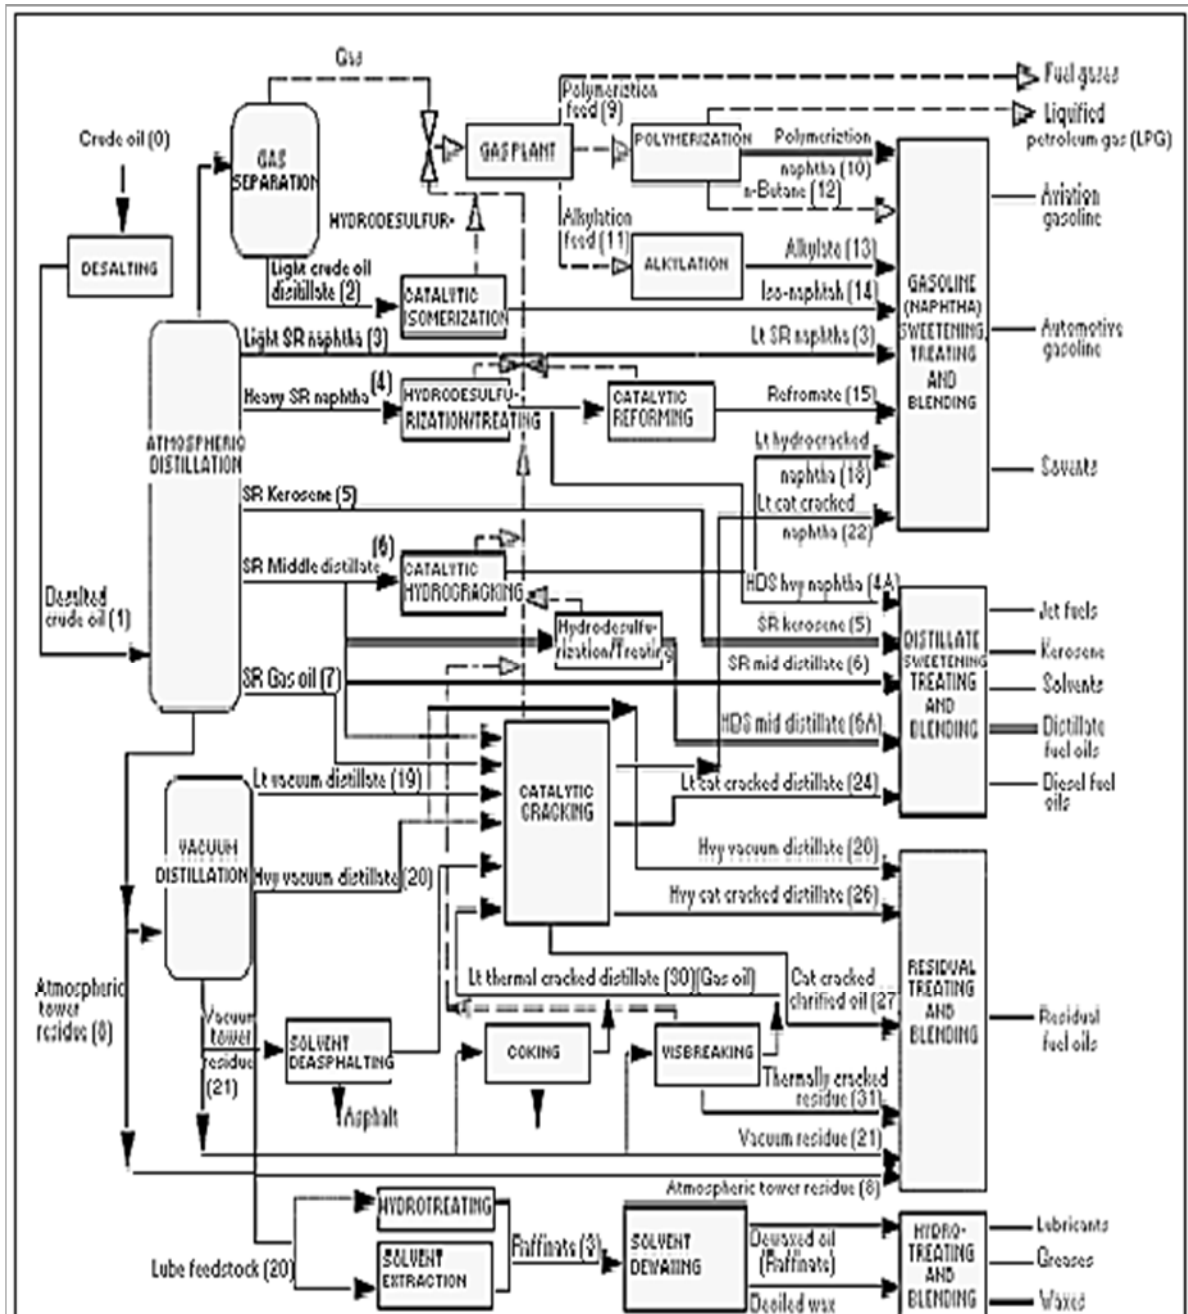 Gas
Fuel gases
Polymeriztion
feed (9)
Liquified
petroleum gas (LPG)
Crude oil (0)
GAS
SEPARATION
GAS PLANT
POLYMERIZATION
Polymeriztion
naphtha (10)
n-Butane (12)
Aviation
gasoline
HYDRODESULFUR-
Alkylation
feed (11)
DESALTING
ALKYLATION
Alkylate (13)
Light crude oil
disitillate (2)
CATALYTIC
ISOMERIZATION
Iso-naphtah (14
GASOLINE
(NAPHTHA)
SWEETENING,
TREATING
AND
BLENDING
Light SR naphtha (3)
Lt SR naphtha (3)
Automotive
gasoline
Heavy SR naphtha (4)
HYDRODESULFU-
RIZATION/TREATING
CATALYTIC
REFORMING
Refromate (15)
ATMOSPHERIC
DISTILLATION
Lt hydrocracked
naphtha (18)
Sovents
SR Kerosene (5)
Lt cat cracked
naphtha (22)
SR Middle distillate (6)
CATALYTIC
HYDROCRACKING
HDS hvy naphtha (4A)
Desalted
crude oil (1)
Hydrodesulfu-
rization/Treating
SR kerosene (5)
SR mid distillate (6)
DISTILLATE
SWEETENING
TREATING
AND
BLENDING
Jet fuels
Kerosene
Solvents
Distillate
fuel oils
Diesel fuel
oils
SR Gas oil (7)
HDS mid distillate (6A)
Lt vacuum distillate (19)
CATALYTIC
CRACKING
Lt cat cracked distillate (24)
VACUUM
DISTILLATION
Hvy vacuum distillate (20)
Hvy vacuum distillate (20)
Hvy cat cracked distillate (26)
Atmospheric
tower
residue (8)
Lt thermal cracked distillate (30)(Gas oil)
Cat cracked
clarified oil (27
RESIDUAL
TREATING
AND
BLENDING
Residual
fuel oils
Vacuum
tower
residue
(21)
SOLVENT
DEASPHALTING
COKING
VISBREAKING
Asphalt
Thermally cracked
residue (31)
Vacuum residue (21)
Atmospheric tower residue (8)
HYDROTREATING
Lube feedstock (20)
SOLVENT
EXTRACTION
Raffinate (3)
SOLVENT
DEWAXING
Dewaxed oil
(Raffinate)
Deoiled wax
HYDRO-
TREATING
AND
BLENDING
Lubricants
Greases
Waxes